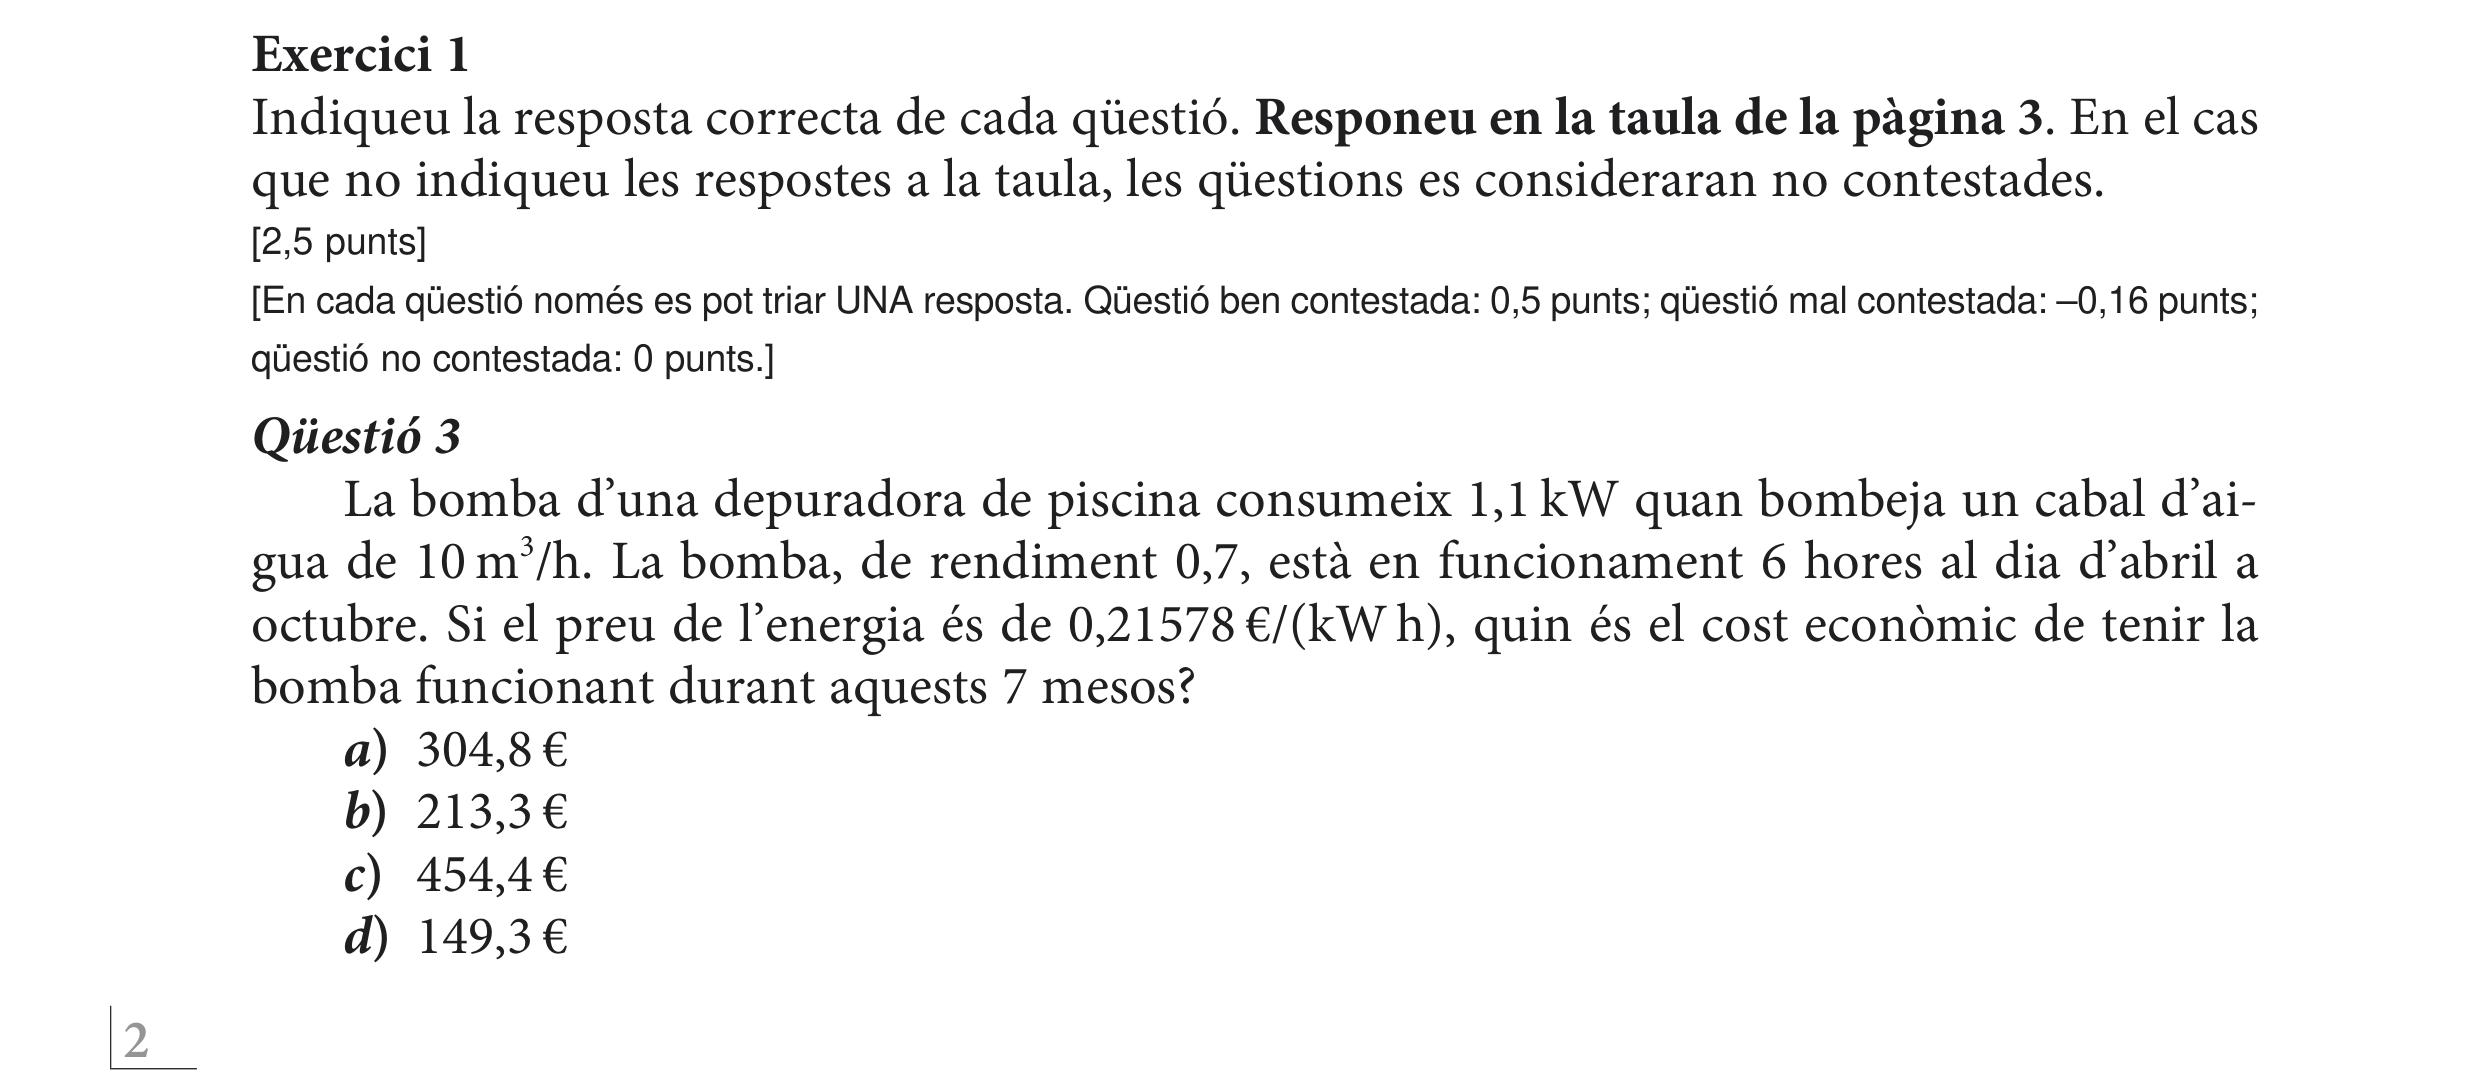 Exercici 1
Indiqueu la resposta correcta de cada qüestió. Responeu en la taula de la pàgina 3. En el cas
que no indiqueu les respostes a la taula, les qüestions es consideraran no contestades.
[2,5 punts]
[En cada qüestió només es pot triar UNA resposta. Qüestió ben contestada: 0,5 punts; qüestió mal contestada: –0,16 punts;
qüestió no contestada: 0 punts.]
Qüestió 3
La bomba d’una depuradora de piscina consumeix 1,1 kW quan bombeja un cabal d’ai-
gua de 10 m³/h. La bomba, de rendiment 0,7, està en funcionament 6 hores al dia d’abril a
octubre. Si el preu de l’energia és de 0,21578 €/(kW h), quin és el cost econòmic de tenir la
bomba funcionant durant aquests 7 mesos?
a) 304,8 €
b) 213,3 €
c) 454,4 €
d) 149,3 €
2